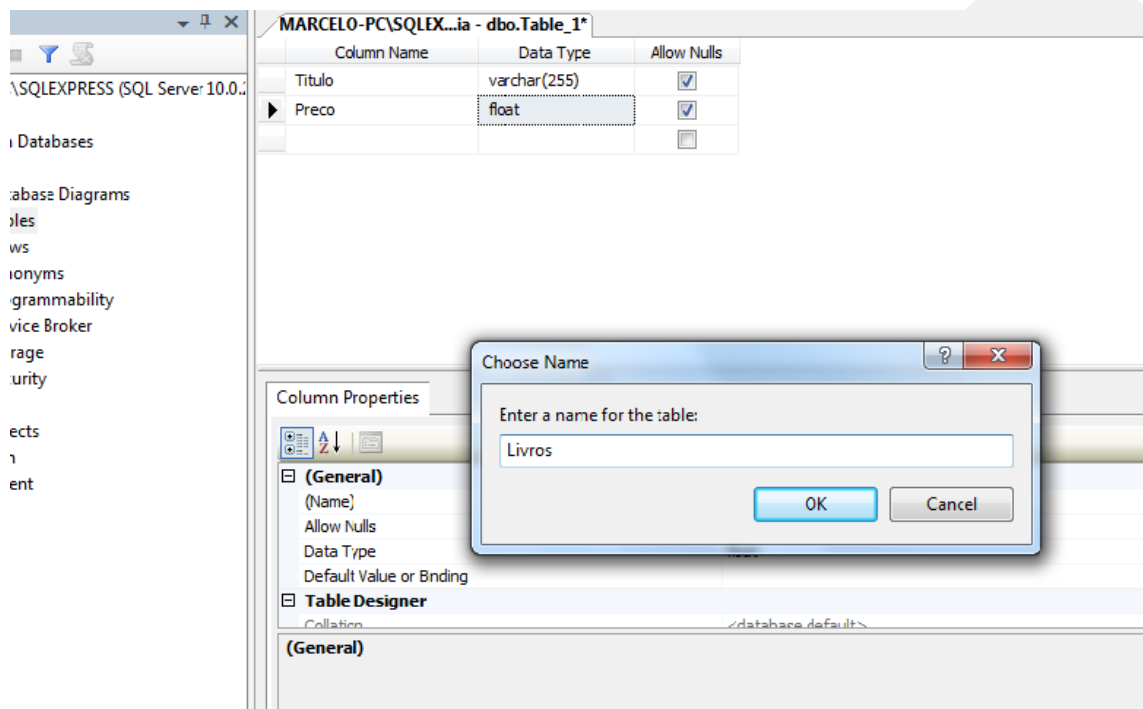 MARCELO-PC\SQLEX...ia - dbo.Table_1*
Column Name Data Type Allow Nulls
Titulo varchar(255)
Preco float
:\SQLEXPRESS (SQL Server 10.0.
Databases
abase Diagrams
bles
ws
onyms
grammability
vice Broker
rage
urity
ects
ent
Choose Name
Enter a name for the table:
Livros
OK Cancel
Column Properties
(General)
(Name)
Allow Nulls
Data Type
Default Value or Binding
Table Designer
Collation <database default>
(General)